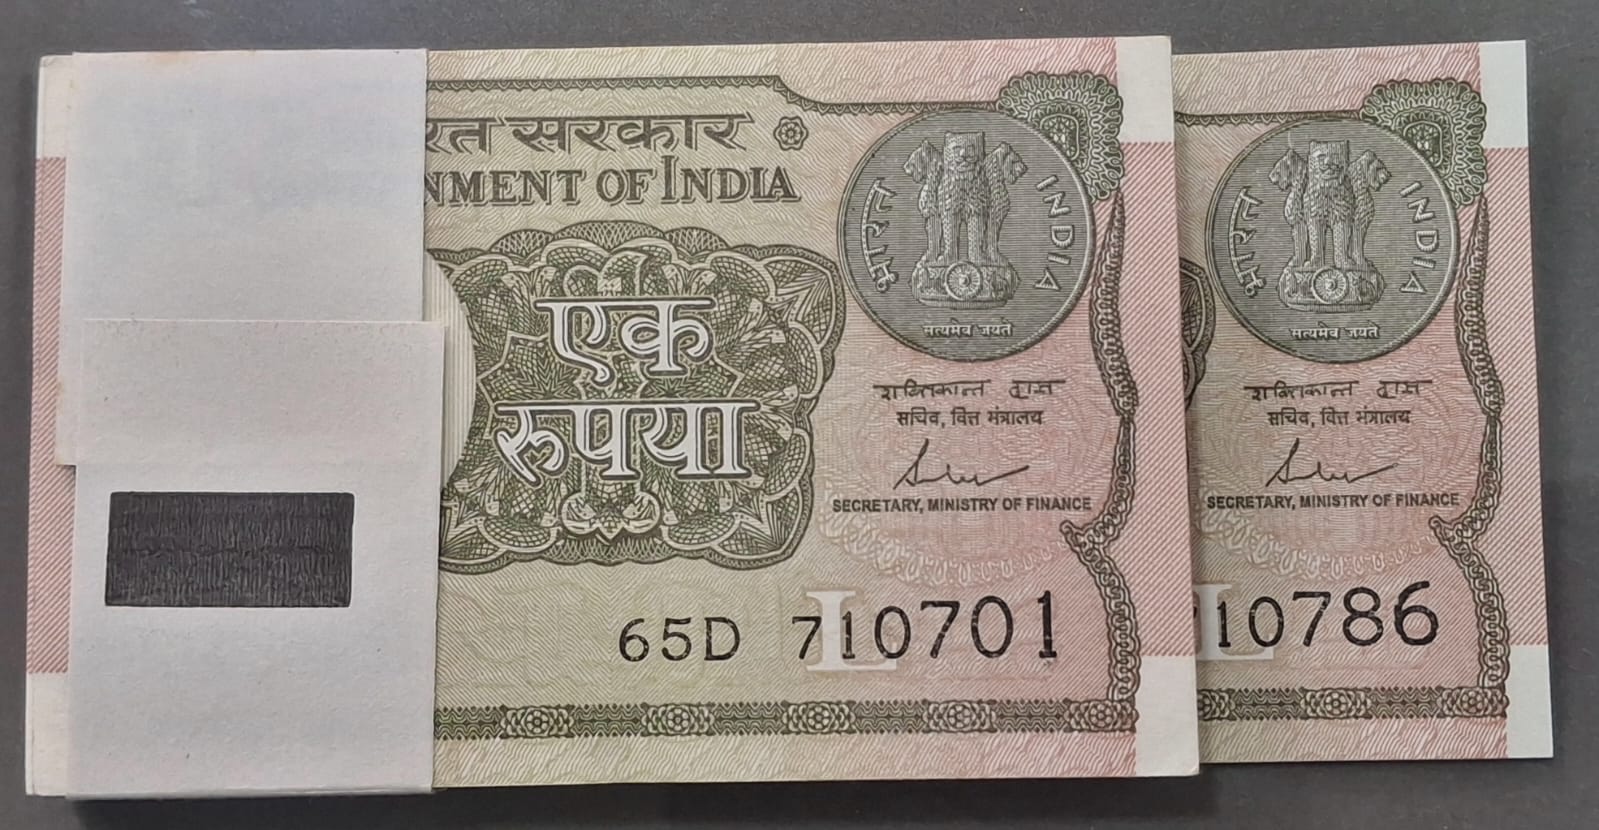 रत सरकार
NMENT OF INDIA
एक
रुपया
भारत INDIA
सत्यमेव जयते
शक्तिकान्त दास
सचिव, वित्त मंत्रालय
SECRETARY, MINISTRY OF FINANCE
L
65D 710701
भारत INDIA
सत्यमेव जयते
शक्तिकान्त दास
सचिव, वित्त मंत्रालय
SECRETARY, MINISTRY OF FINANCE
L
10786